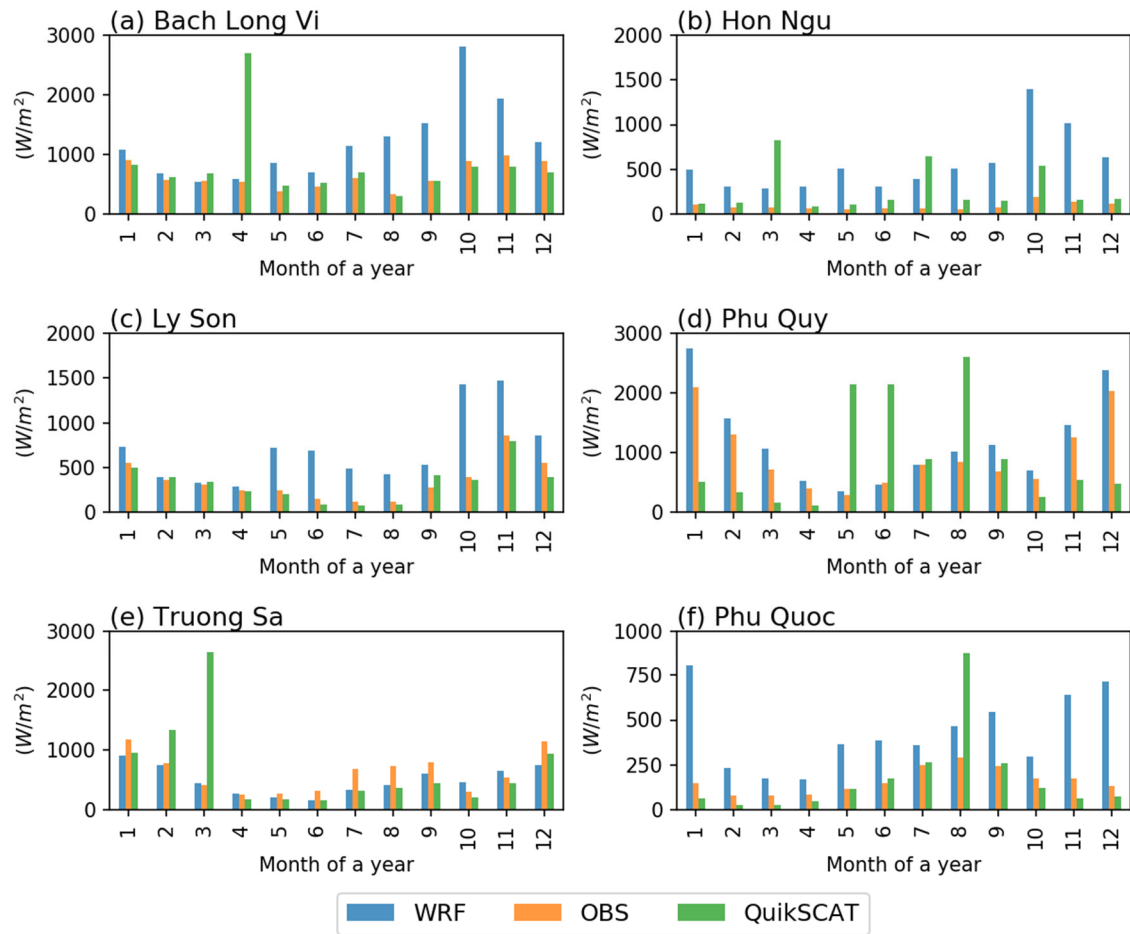 (a) Bach Long Vi
3000
2000
1000
0
(W/m²)
1 2 3 4 5 6 7 8 9 10 11 12
Month of a year
(b) Hon Ngu
2000
1500
1000
500
0
(W/m²)
1 2 3 4 5 6 7 8 9 10 11 12
Month of a year
(c) Ly Son
2000
1500
1000
500
0
(W/m²)
1 2 3 4 5 6 7 8 9 10 11 12
Month of a year
(d) Phu Quy
3000
2000
1000
0
(W/m²)
1 2 3 4 5 6 7 8 9 10 11 12
Month of a year
(e) Truong Sa
3000
2000
1000
0
(W/m²)
1 2 3 4 5 6 7 8 9 10 11 12
Month of a year
(f) Phu Quoc
1000
750
500
250
0
(W/m²)
1 2 3 4 5 6 7 8 9 10 11 12
Month of a year
WRF OBS QuikSCAT